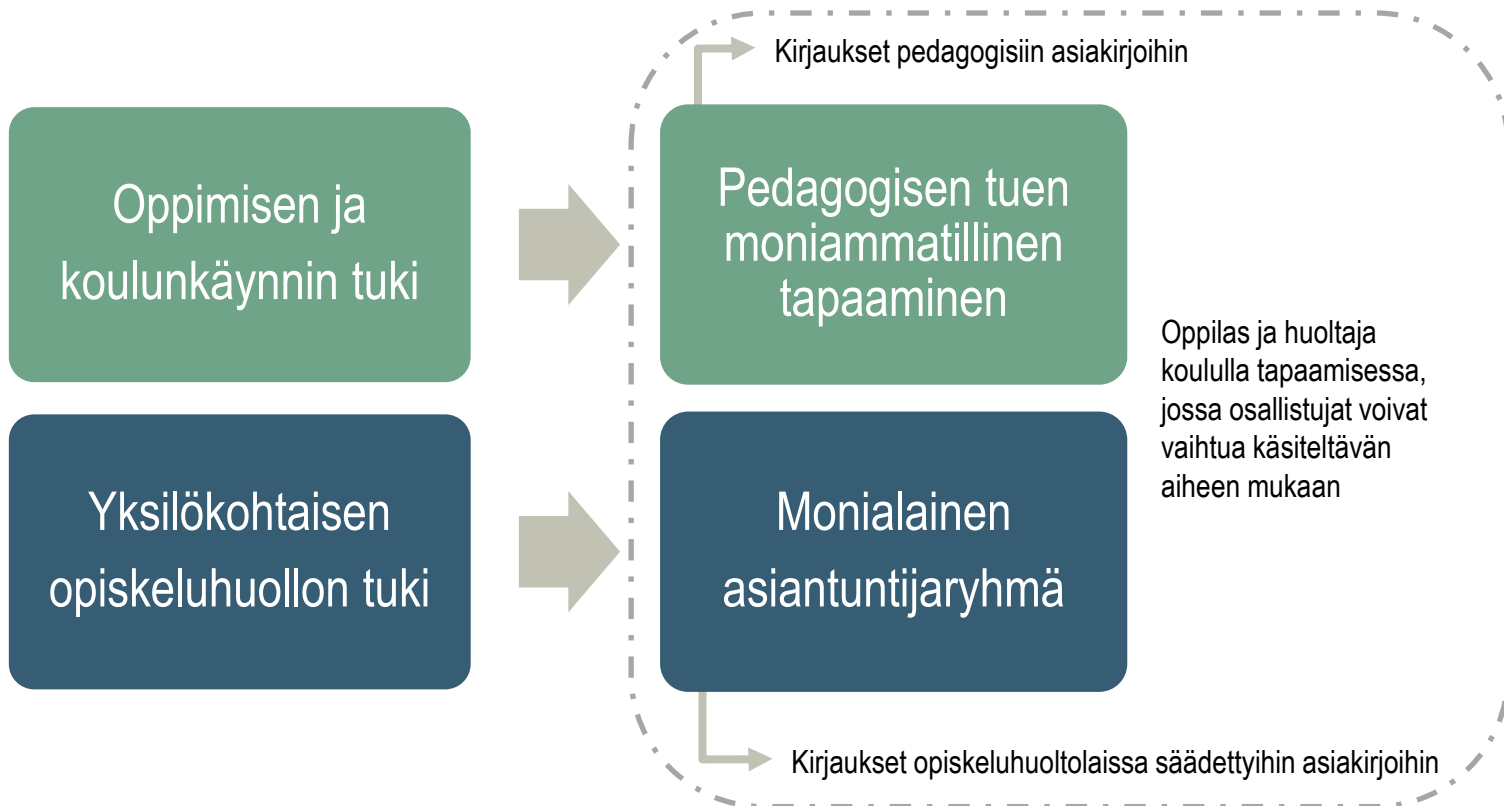 Kirjaukset pedagogisiin asiakirjoihin
Oppimisen ja
koulunkäynnin tuki
Pedagogisen tuen
moniammatillinen
tapaaminen
Oppilas ja huoltaja
koululla tapaamisessa,
jossa osallistujat voivat
vaihtua käsiteltävän
aiheen mukaan
Yksilökohtaisen
opiskeluhuollon tuki
Monialainen
asiantuntijaryhmä
Kirjaukset opiskeluhuoltolaissa säädettyihin asiakirjoihin